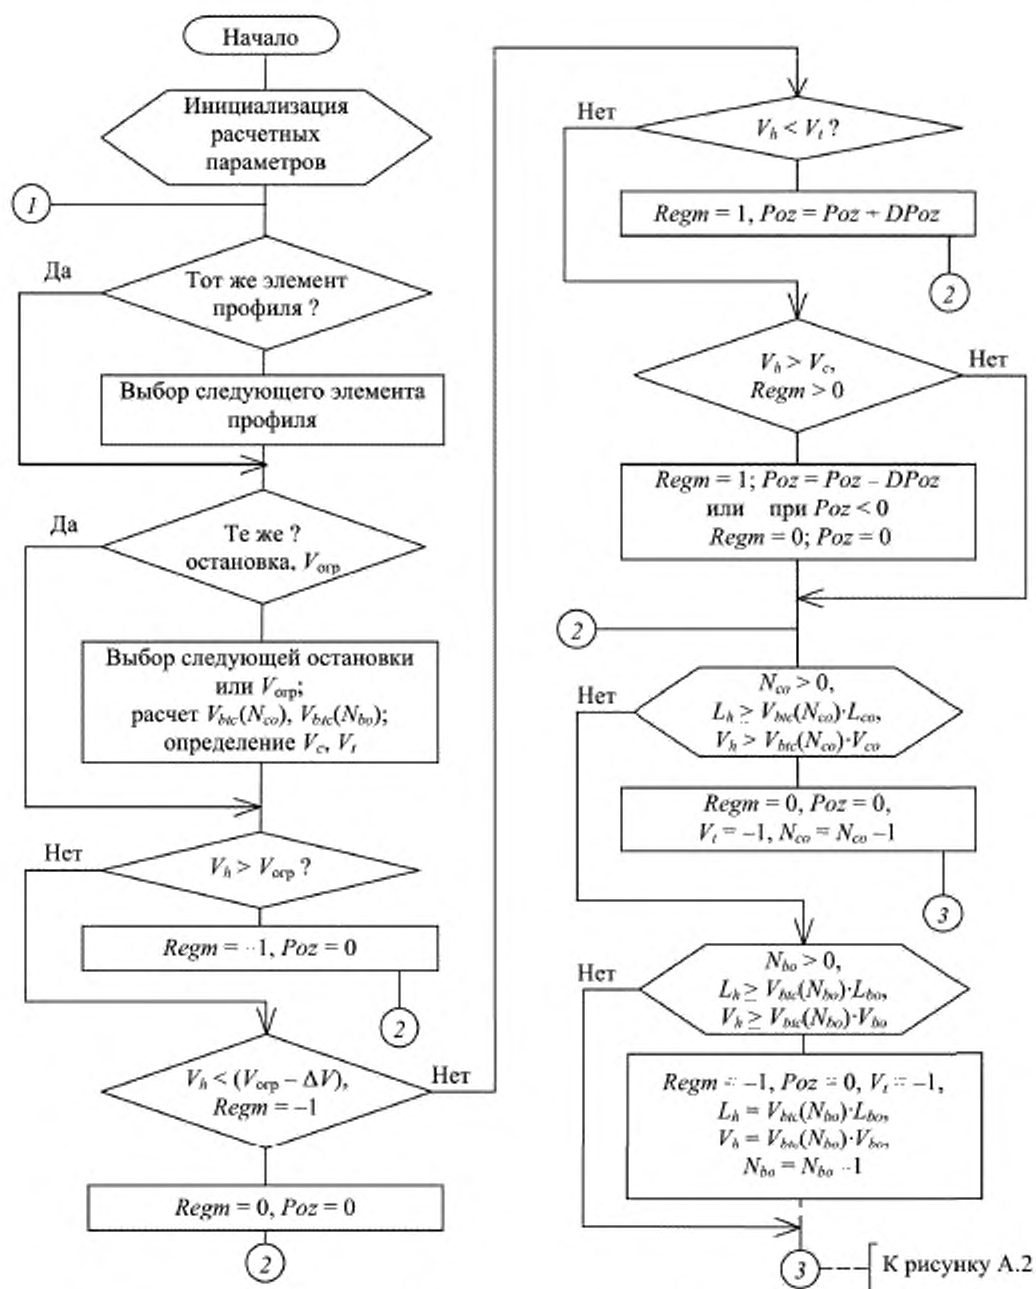 Начало
Инициализация
расчетных
параметров
1
Да
Тот же элемент
профиля ?
Выбор следующего элемента
профиля
Да
Те же ?
остановка, Vогр
Выбор следующей остановки
или Vогр;
расчет Vbtc(Nco), Vbtc(Nbo);
определение Vc, Vt
Нет
Vh > Vогр ?
Regm = -1, Poz = 0
2
Vh < (Vогр – ΔV),
Regm = –1
Нет
Regm = 0, Poz = 0
2
Нет
Vh < Vt ?
Regm = 1, Poz = Poz + DPoz
2
Vh > Vc,
Regm > 0
Нет
Regm = 1; Poz = Poz – DPoz
или при Poz < 0
Regm = 0; Poz = 0
2
Нет
Nco > 0,
Lh ≥ Vbtc(Nco)·Lco,
Vh > Vbtc(Nco)·Vco
Regm = 0, Poz = 0,
Vt = –1, Nco = Nco –1
3
Нет
Nbo > 0,
Lh ≥ Vbtc(Nbo)·Lbo,
Vh ≥ Vbtc(Nbo)·Vbo
Regm = –1, Poz = 0, Vt = –1,
Lh = Vbtc(Nbo)·Lbo,
Vh = Vbtc(Nbo)·Vbo,
Nbo = Nbo -1
3
К рисунку А.2